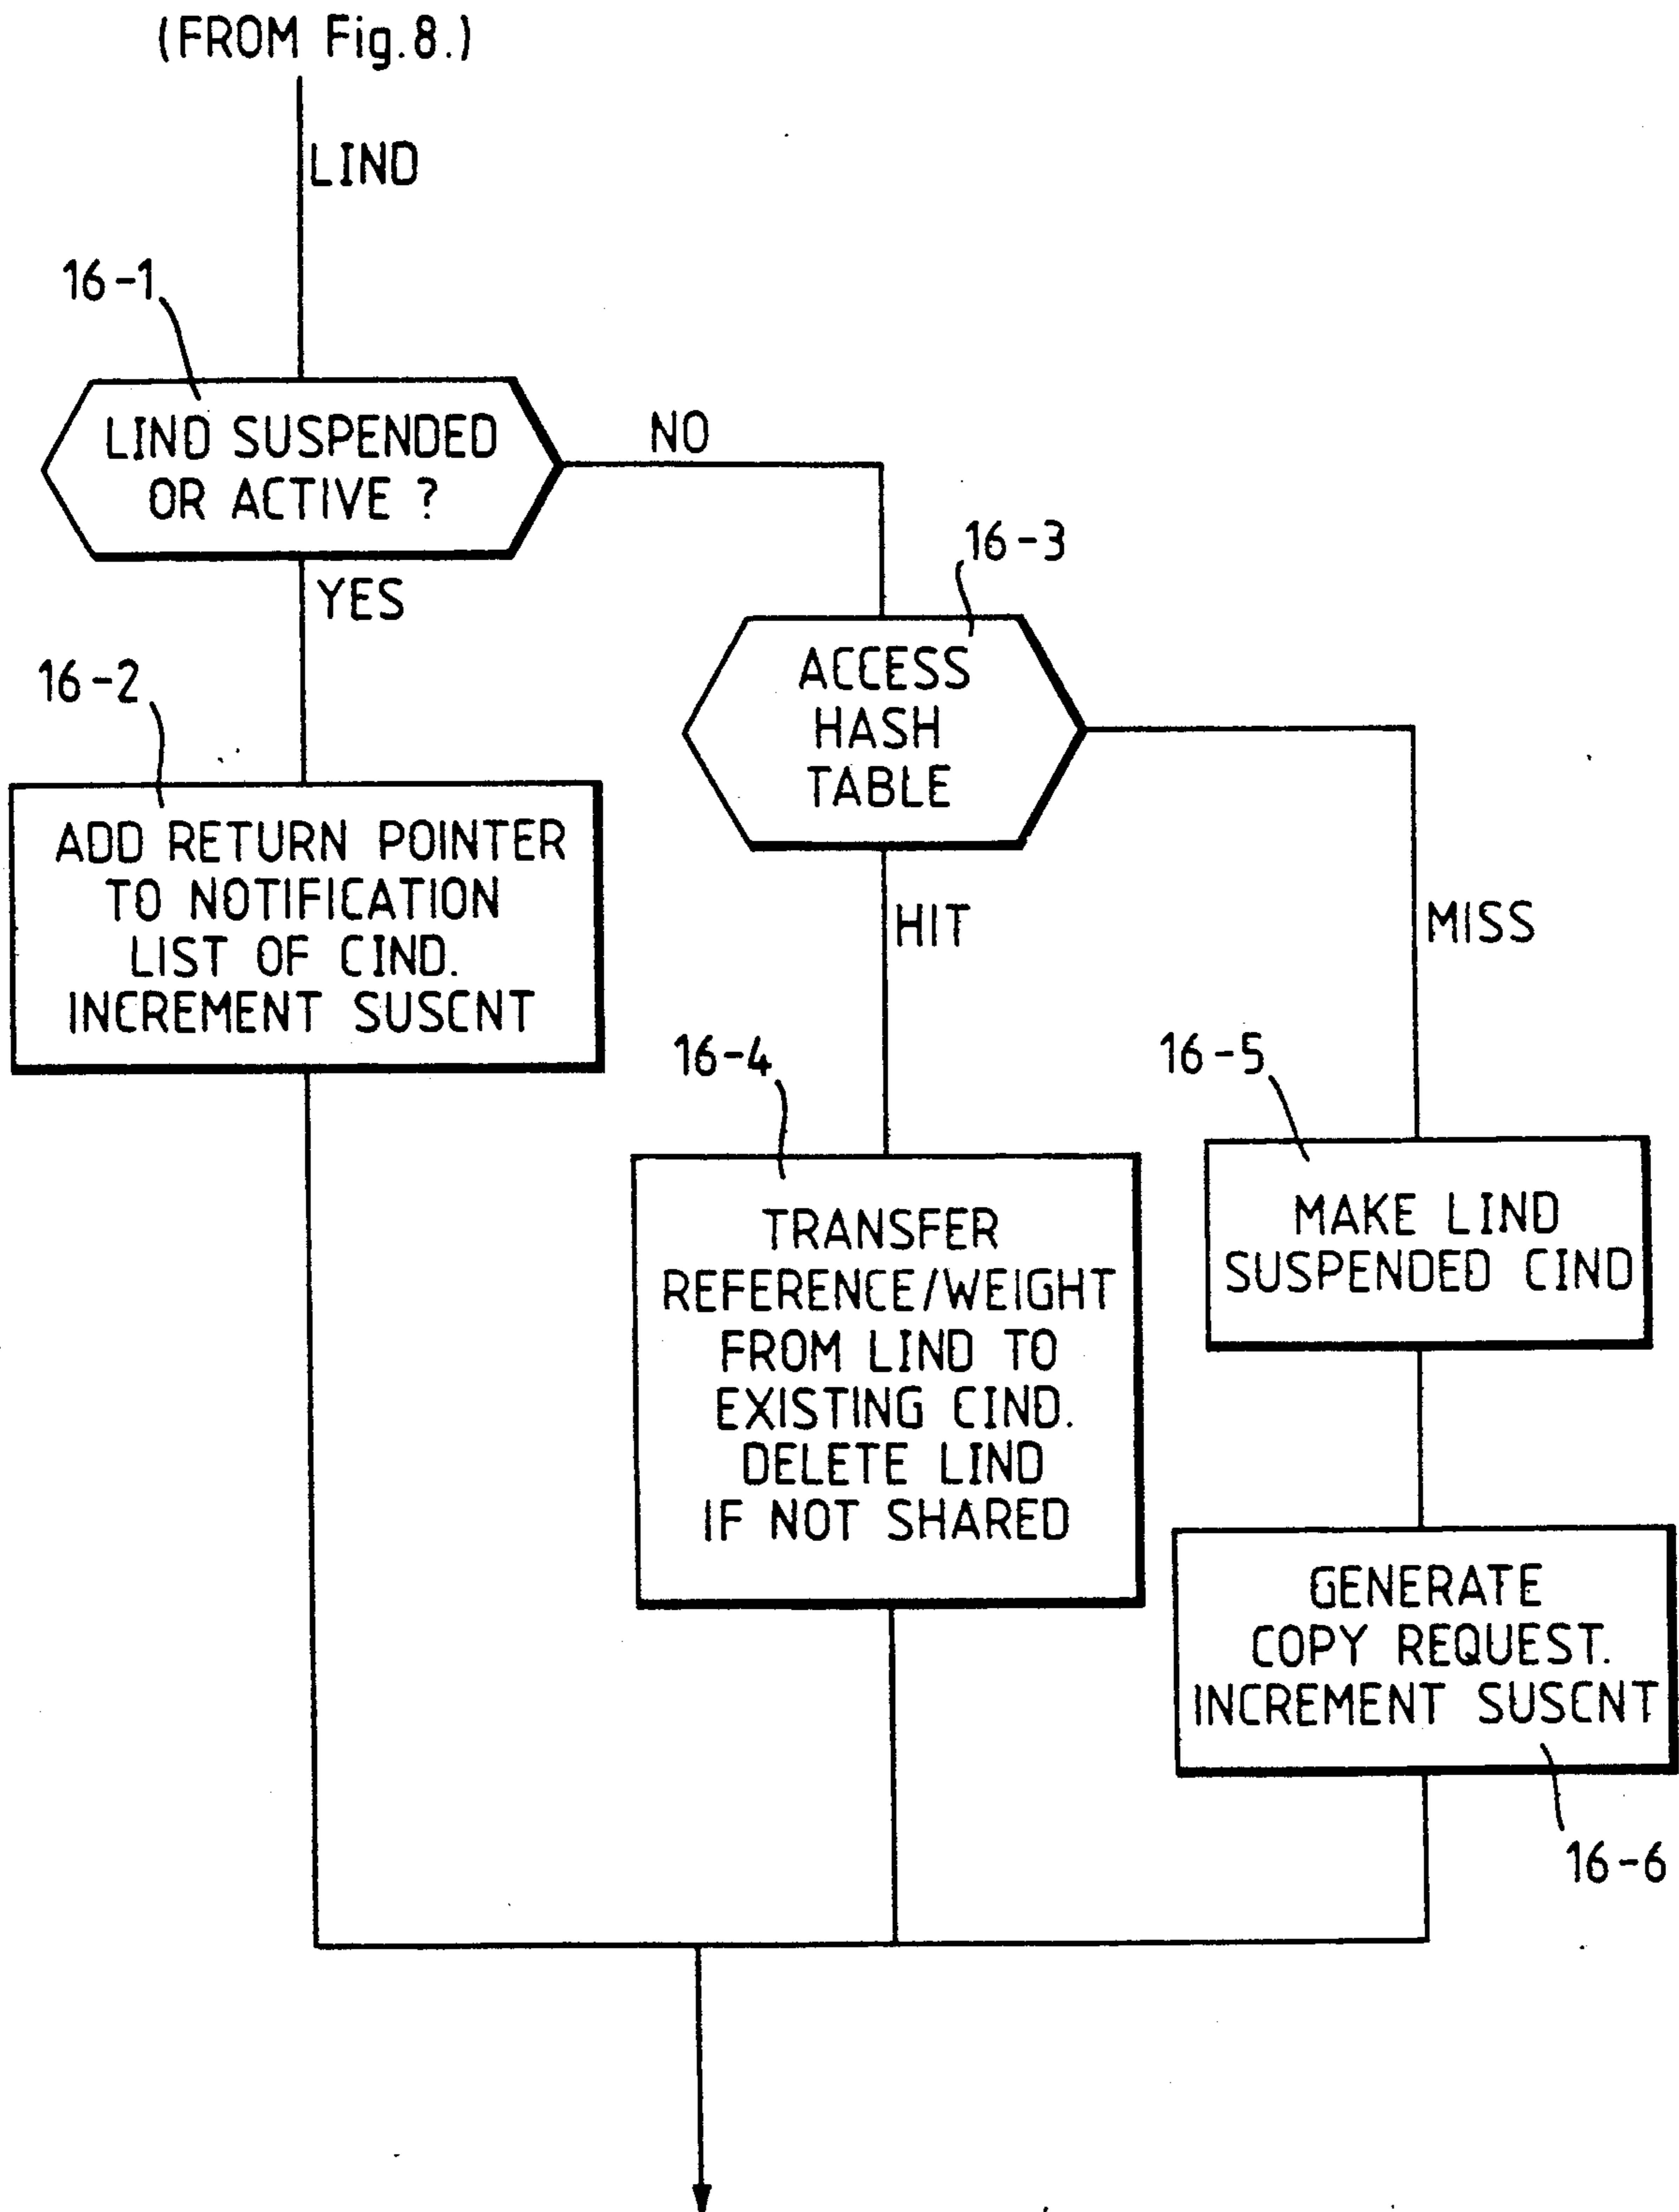 (FROM Fig.8.)
LIND
16-1
LIND SUSPENDED
OR ACTIVE ?
NO
YES
16-2
ADD RETURN POINTER
TO NOTIFICATION
LIST OF CIND.
INCREMENT SUSCNT
16-3
ACCESS
HASH
TABLE
HIT
MISS
16-4
TRANSFER
REFERENCE/WEIGHT
FROM LIND TO
EXISTING CIND.
DELETE LIND
IF NOT SHARED
16-5
MAKE LIND
SUSPENDED CIND
GENERATE
COPY REQUEST.
INCREMENT SUSCNT
16-6